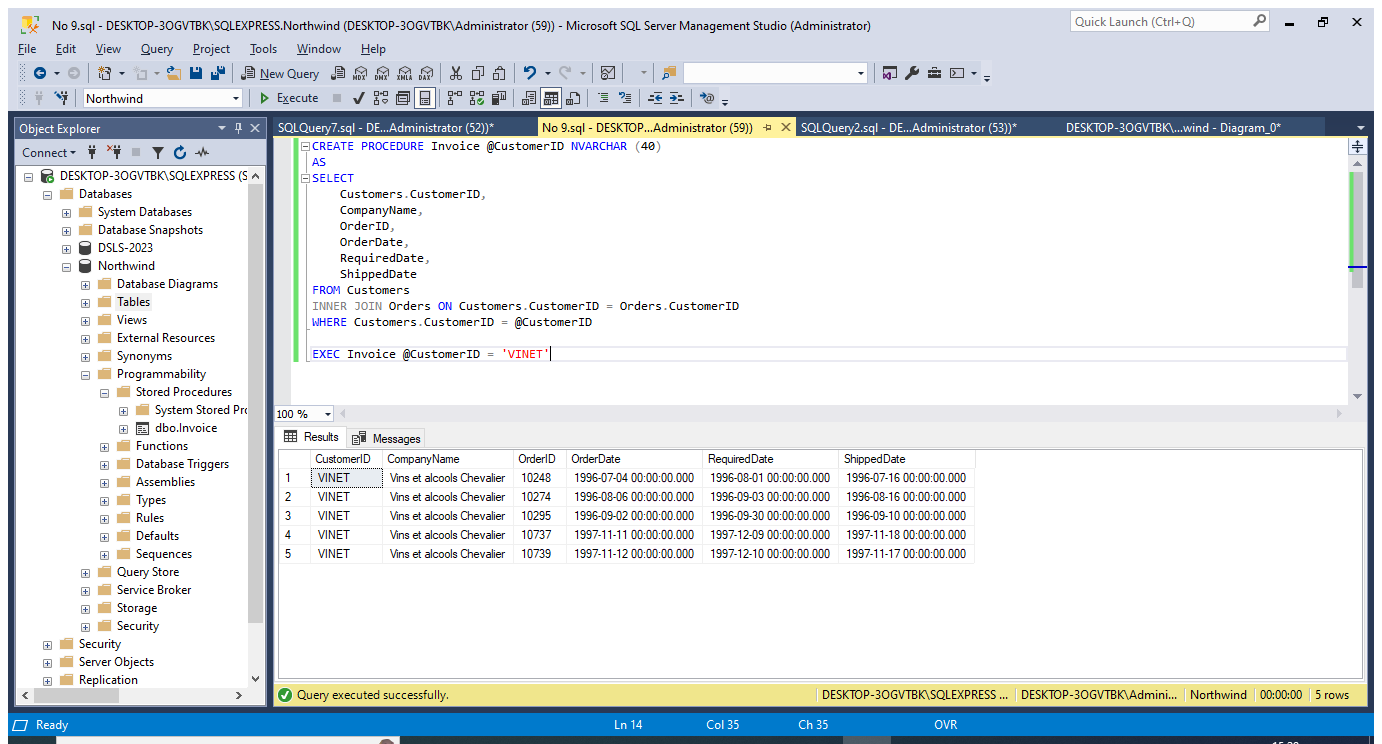 No 9.sql - DESKTOP-3OGVTBK\SQLEXPRESS.Northwind (DESKTOP-3OGVTBK\Administrator (59)) - Microsoft SQL Server Management Studio (Administrator)
Quick Launch (Ctrl+Q)
File Edit View Query Project Tools Window Help
New Query MDX DMX XMLA DAX
Northwind Execute
Object Explorer
Connect
DESKTOP-3OGVTBK\SQLEXPRESS (S
Databases
System Databases
Database Snapshots
DSLS-2023
Northwind
Database Diagrams
Tables
Views
External Resources
Synonyms
Programmability
Stored Procedures
System Stored Pro
dbo.Invoice
Functions
Database Triggers
Assemblies
Types
Rules
Defaults
Sequences
Query Store
Service Broker
Storage
Security
Security
Server Objects
Replication
SQLQuery7.sql - DE...Administrator (52))*
No 9.sql - DESKTOP...Administrator (59))
SQLQuery2.sql - DE...Administrator (53))*
DESKTOP-3OGVTBK\...wind - Diagram_0*
CREATE PROCEDURE Invoice @CustomerID NVARCHAR (40)
AS
SELECT
Customers.CustomerID,
CompanyName,
OrderID,
OrderDate,
RequiredDate,
ShippedDate
FROM Customers
INNER JOIN Orders ON Customers.CustomerID = Orders.CustomerID
WHERE Customers.CustomerID = @CustomerID
EXEC Invoice @CustomerID = 'VINET'
100 %
Results Messages
CustomerID CompanyName OrderID OrderDate RequiredDate ShippedDate
1 VINET Vins et alcools Chevalier 10248 1996-07-04 00:00:00.000 1996-08-01 00:00:00.000 1996-07-16 00:00:00.000
2 VINET Vins et alcools Chevalier 10274 1996-08-06 00:00:00.000 1996-09-03 00:00:00.000 1996-08-16 00:00:00.000
3 VINET Vins et alcools Chevalier 10295 1996-09-02 00:00:00.000 1996-09-30 00:00:00.000 1996-09-10 00:00:00.000
4 VINET Vins et alcools Chevalier 10737 1997-11-11 00:00:00.000 1997-12-09 00:00:00.000 1997-11-18 00:00:00.000
5 VINET Vins et alcools Chevalier 10739 1997-11-12 00:00:00.000 1997-12-10 00:00:00.000 1997-11-17 00:00:00.000
Query executed successfully. DESKTOP-3OGVTBK\SQLEXPRESS ... DESKTOP-3OGVTBK\Admini... Northwind 00:00:00 5 rows
Ready Ln 14 Col 35 Ch 35 OVR